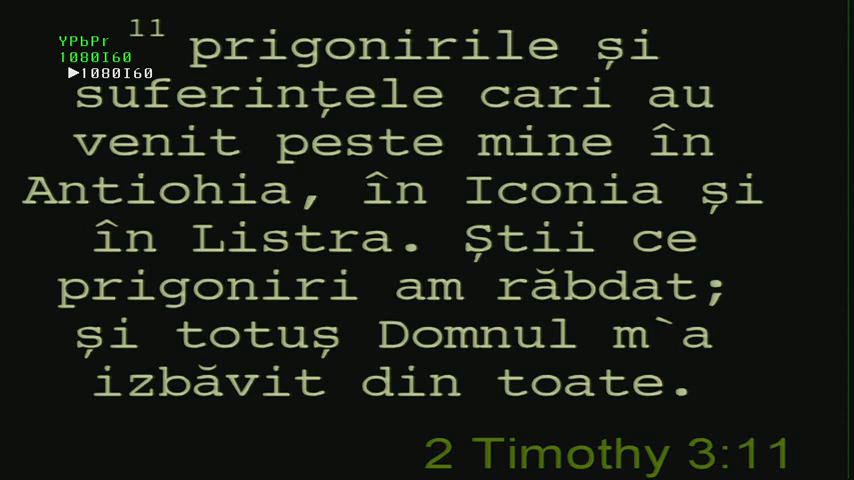 YPbPr
1080I60
▶1080I60
11 prigonirile și
suferințele cari au
venit peste mine în
Antiohia, în Iconia și
în Listra. Știi ce
prigoniri am răbdat;
și totuș Domnul m`a
izbăvit din toate.
2 Timothy 3:11